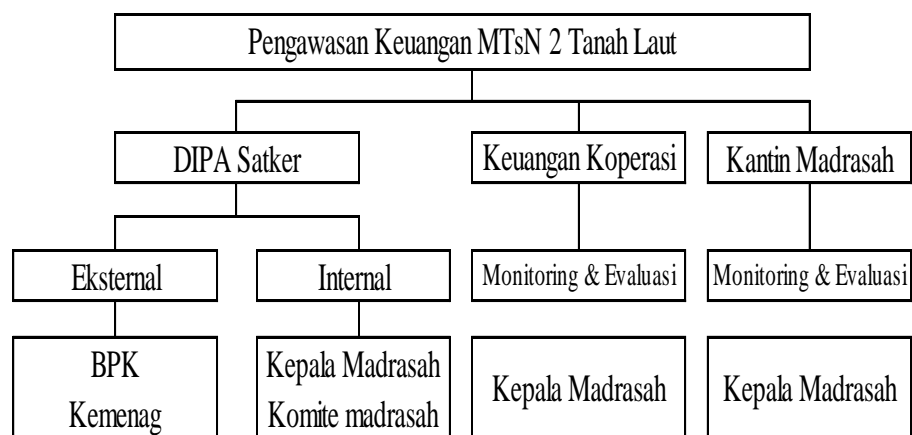 Pengawasan Keuangan MTsN 2 Tanah Laut
DIPA Satker
Keuangan Koperasi
Kantin Madrasah
Eksternal
Internal
Monitoring & Evaluasi
Monitoring & Evaluasi
BPK
Kemenag
Kepala Madrasah
Komite madrasah
Kepala Madrasah
Kepala Madrasah